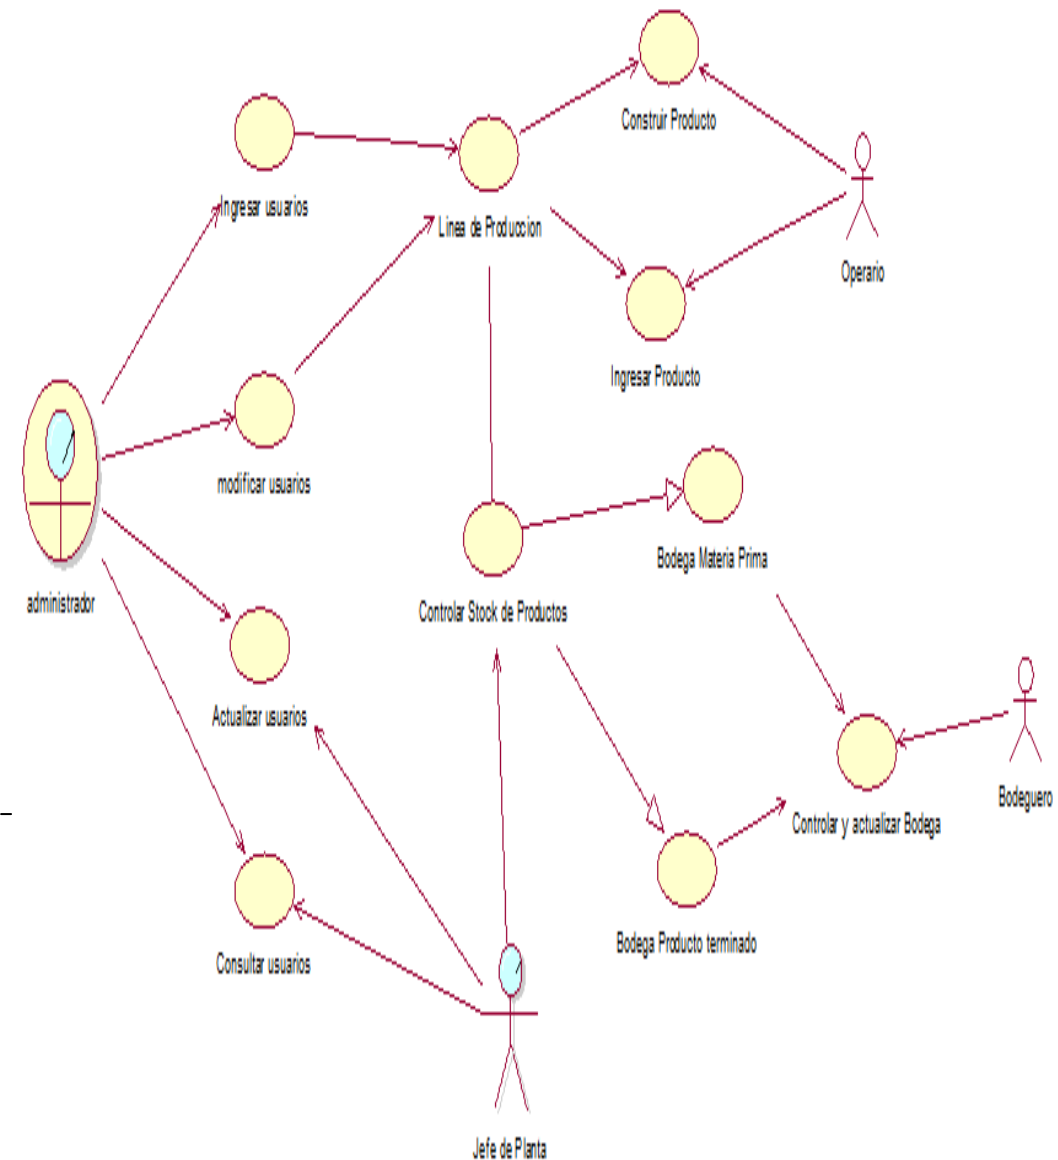 Construir Producto
Ingresar usuarios
Linea de Produccion
Operario
Ingresar Producto
modificar usuarios
Bodega Materia Prima
administrador
Controlar Stock de Productos
Actualizar usuarios
Bodeguero
Controlar y actualizar Bodega
Bodega Producto terminado
Consultar usuarios
Jefe de Planta